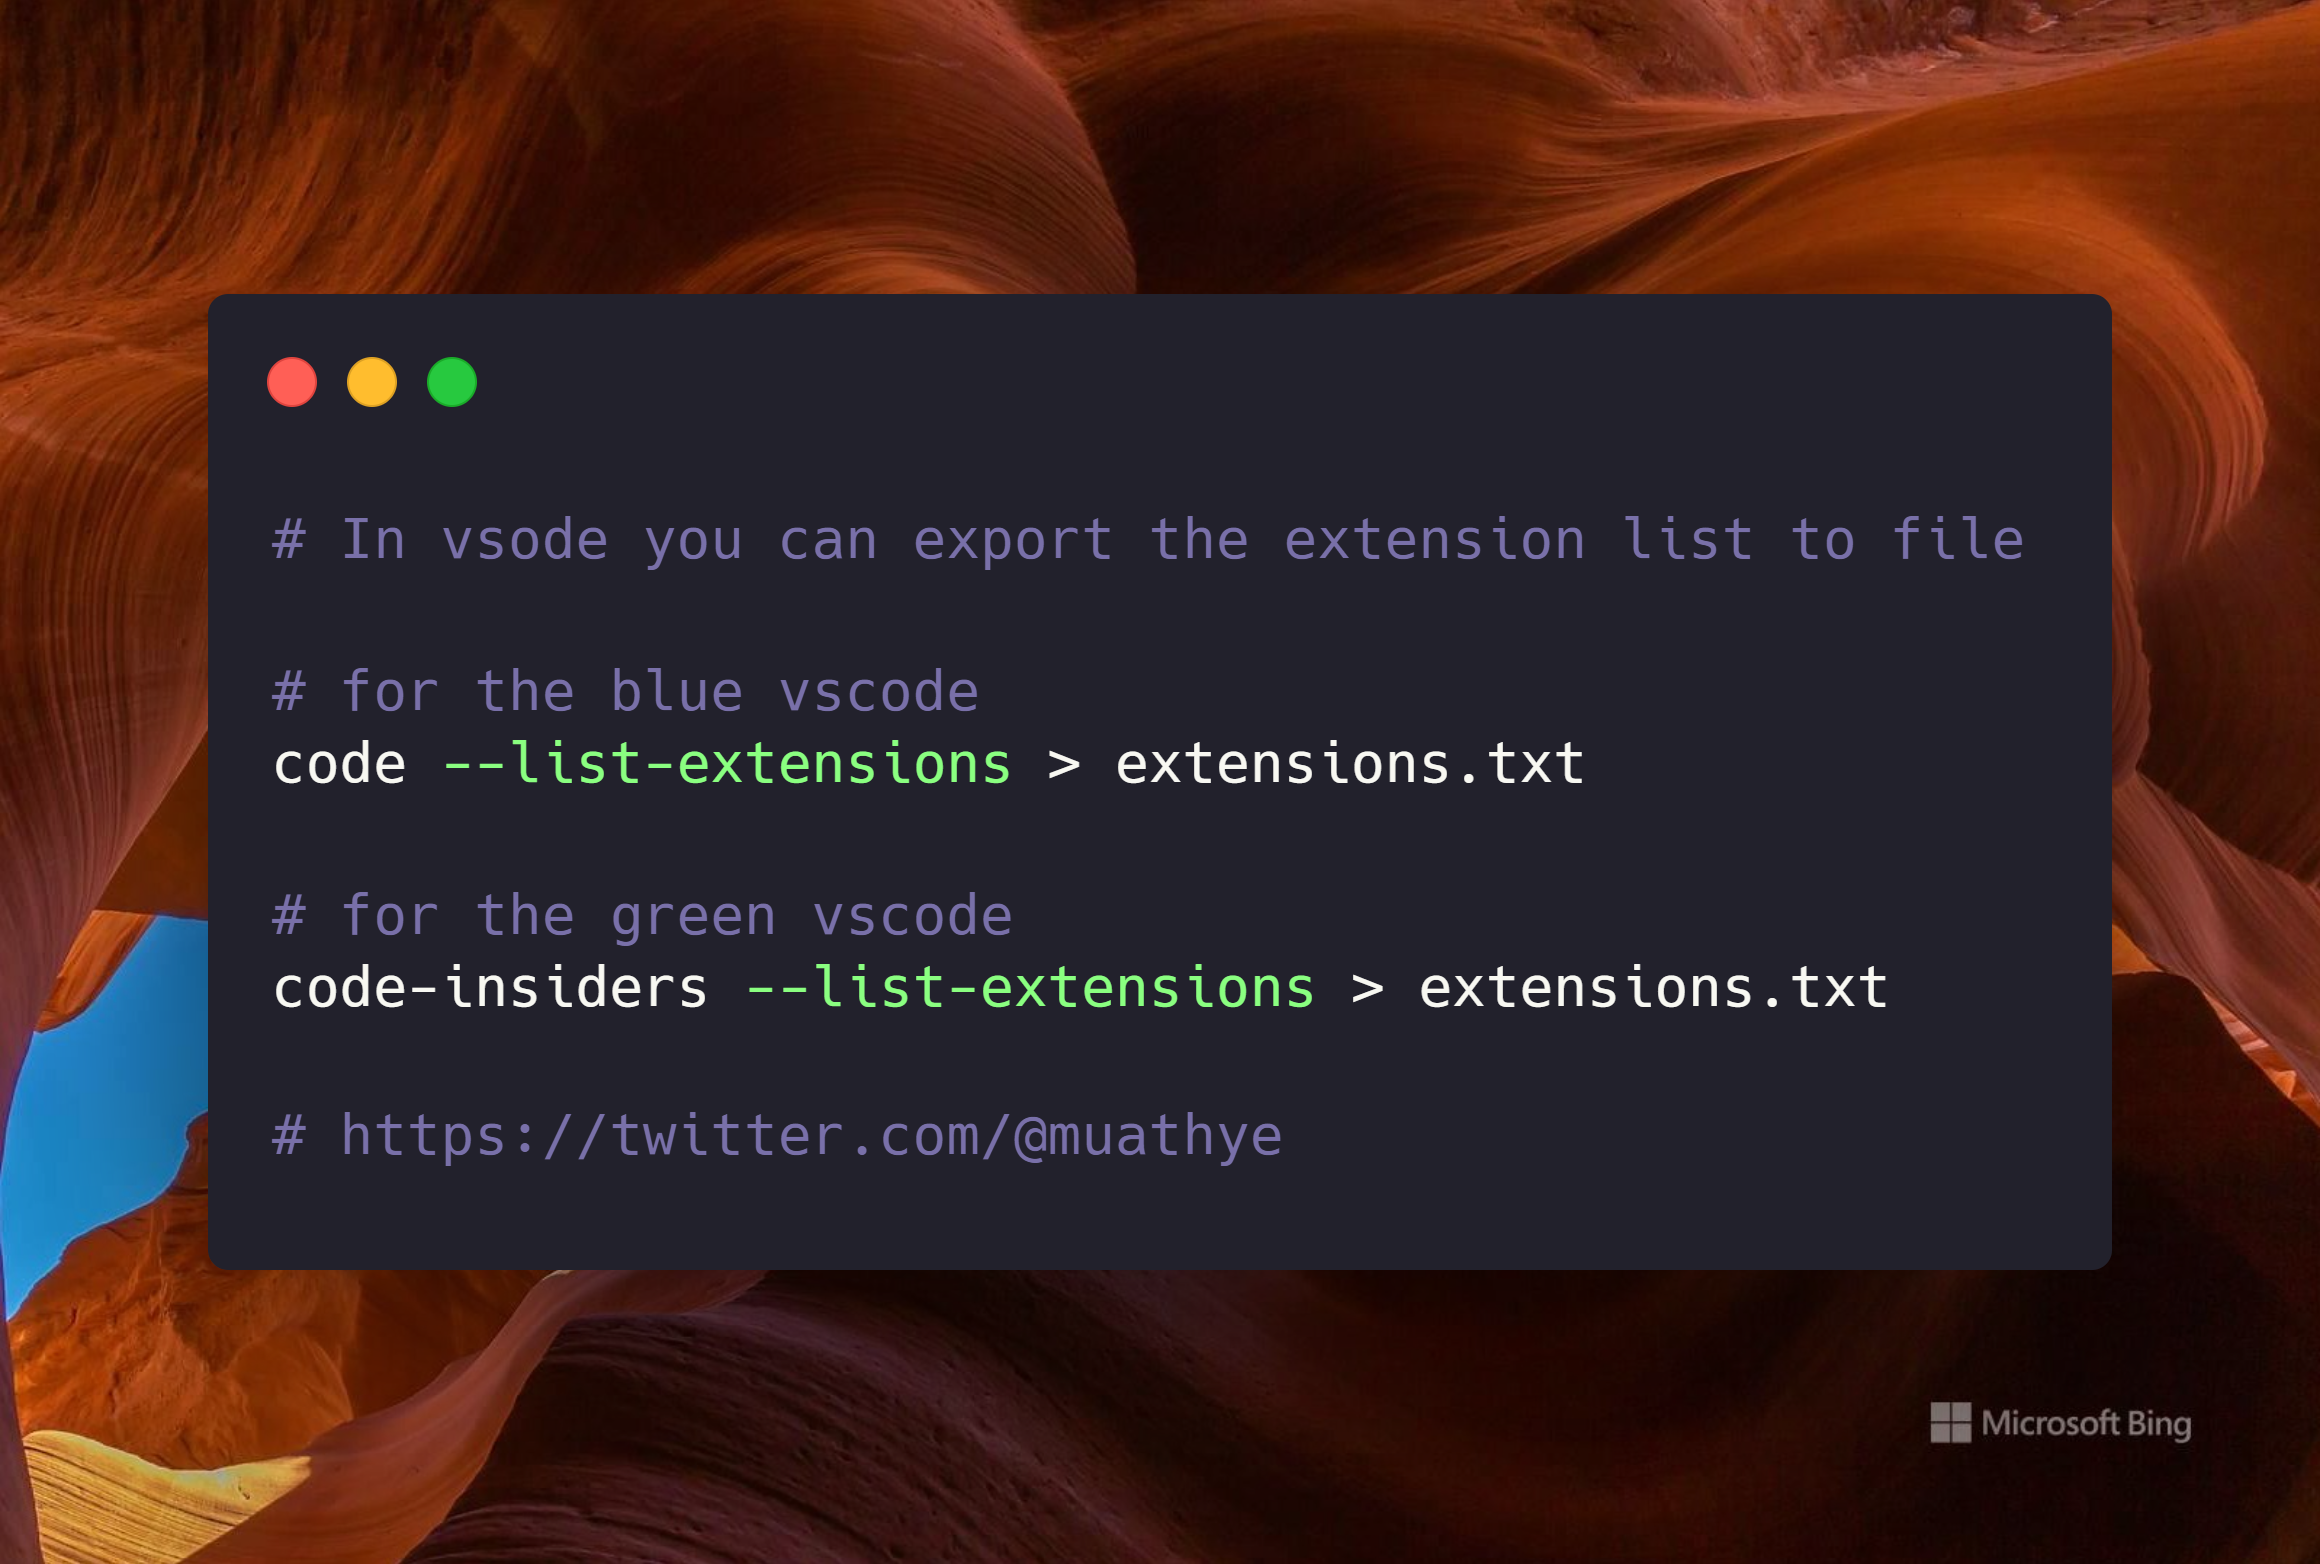 # In vsode you can export the extension list to file
# for the blue vscode
code --list-extensions > extensions.txt
# for the green vscode
code-insiders --list-extensions > extensions.txt
# https://twitter.com/@muathye
Microsoft Bing